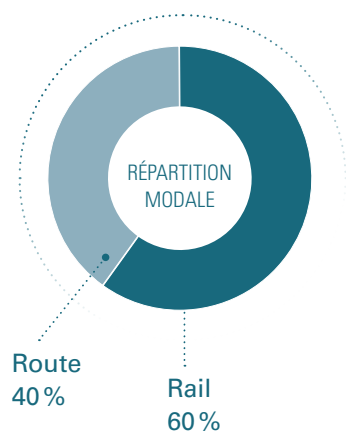 RÉPARTITION
MODALE
Route
40 %
Rail
60 %